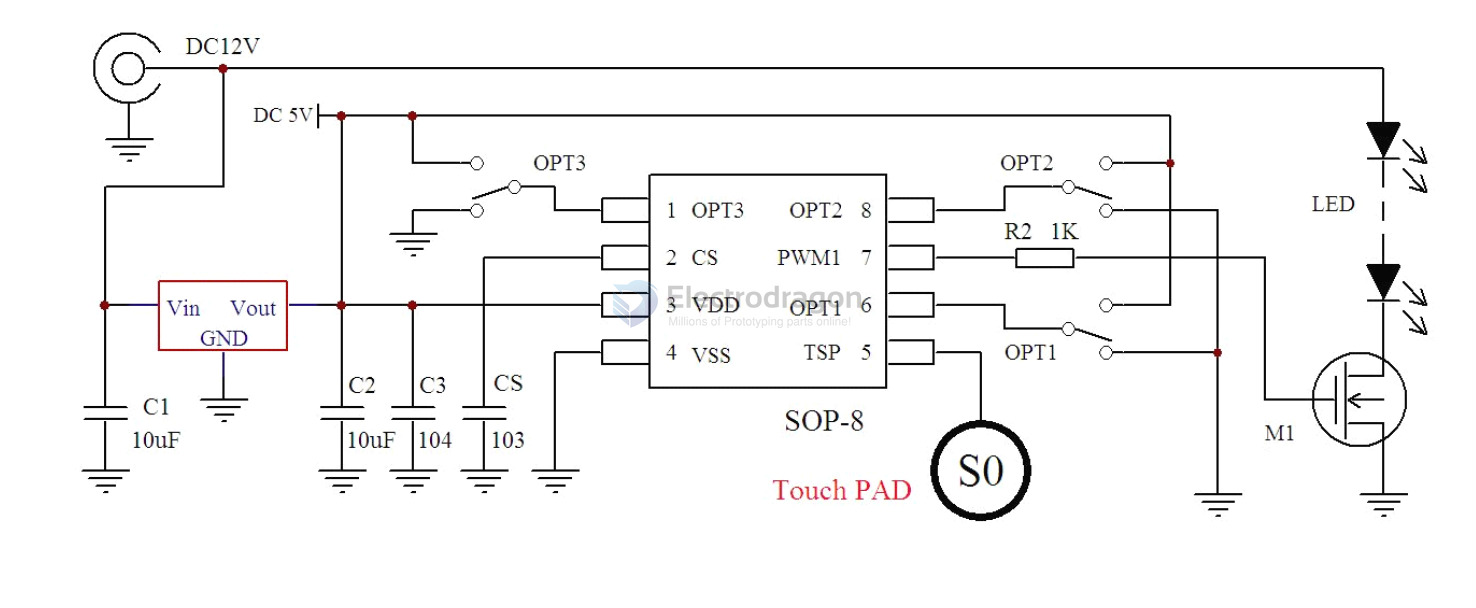 DC12V
DC 5V
OPT3
OPT2
LED
1 OPT3
OPT2 8
R2 1K
2 CS
PWM1 7
Electrodragon
Millions of Prototyping parts online!
Vin
Vout
GND
3 VDD
OPT1 6
4 VSS
TSP 5
OPT1
C1
10uF
C2
10uF
C3
104
CS
103
SOP-8
M1
S0
Touch PAD